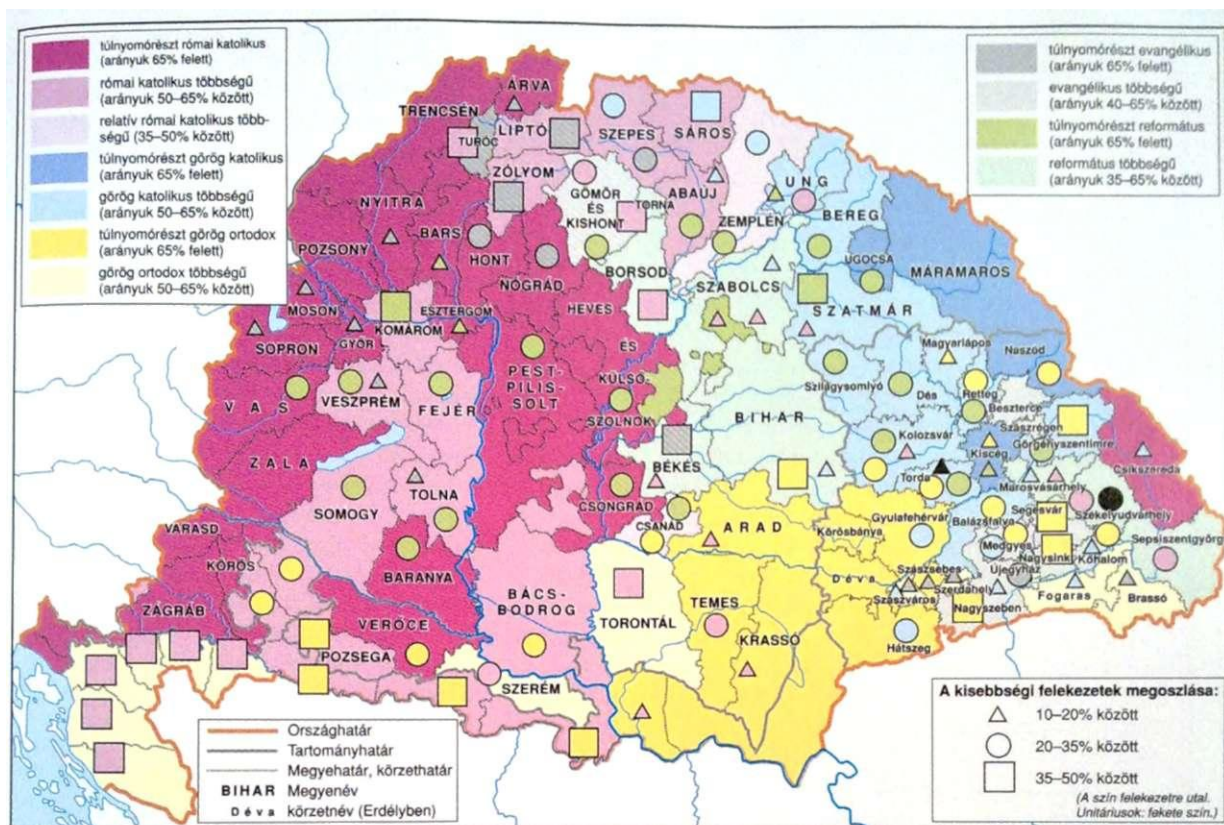 túlnyomórészt római katolikus
(arányuk 65% felett)
római katolikus többségű
(arányuk 50–65% között)
relatív római katolikus több-
ségű (35–50% között)
túlnyomórészt görög katolikus
(arányuk 65% felett)
görög katolikus többségű
(arányuk 50–65% között)
túlnyomórészt görög ortodox
(arányuk 65% felett)
görög ortodox többségű
(arányuk 50–65% között)
túlnyomórészt evangélikus
(arányuk 65% felett)
evangélikus többségű
(arányuk 40–65% között)
túlnyomórészt református
(arányuk 65% felett)
református többségű
(arányuk 35–65% között)
ÁRVA
TRENCSÉN
LIPTÓ
TURÓC
SZEPES
SÁROS
ZÓLYOM
UNG
NYITRA
GÖMÖR
ÉS
KISHONT
TORNA
ABAÚJ
BEREG
BARS
ZEMPLÉN
POZSONY
HONT
UGOCSA
MÁRAMAROS
BORSOD
NÓGRÁD
SZABOLCS
MOSON
ESZTERGOM
HEVES
SZATMÁR
KOMÁROM
SOPRON
GYŐR
ÉS
Magyarlápos
Naszód
PEST-
PILIS-
SOLT
KÜLSŐ-
SZOLNOK
Szilágysomlyó
Dés
Retteg
VAS
VESZPRÉM
FEJÉR
Beszterce
BIHAR
Szászrégen
Kolozsvár
Görgényszentimre
ZALA
BÉKÉS
Kiscég
Csíkszereda
Torda
Marosvásárhely
TOLNA
CSONGRÁD
Segesvár
Székelyudvarhely
SOMOGY
CSANÁD
ARAD
Gyulafehérvár
Balázsfalva
VARASD
Kőrösbánya
Medgyes
Sepsiszentgyörgy
KŐRÖS
BARANYA
Nagysink
Kőhalom
Szászsebes
Újegyház
Déva
Szerdahely
ZÁGRÁB
BÁCS-
BODROG
TEMES
Szászváros
Fogaras
Brassó
VERŐCE
TORONTÁL
Nagyszeben
POZSEGA
KRASSÓ
Hátszeg
SZERÉM
Országhatár
Tartományhatár
Megyehatár, körzethatár
BIHAR Megyenév
Déva körzetnév (Erdélyben)
A kisebbségi felekezetek megoszlása:
10–20% között
20–35% között
35–50% között
(A szín felekezetre utal.
Unitáriusok: fekete szín.)